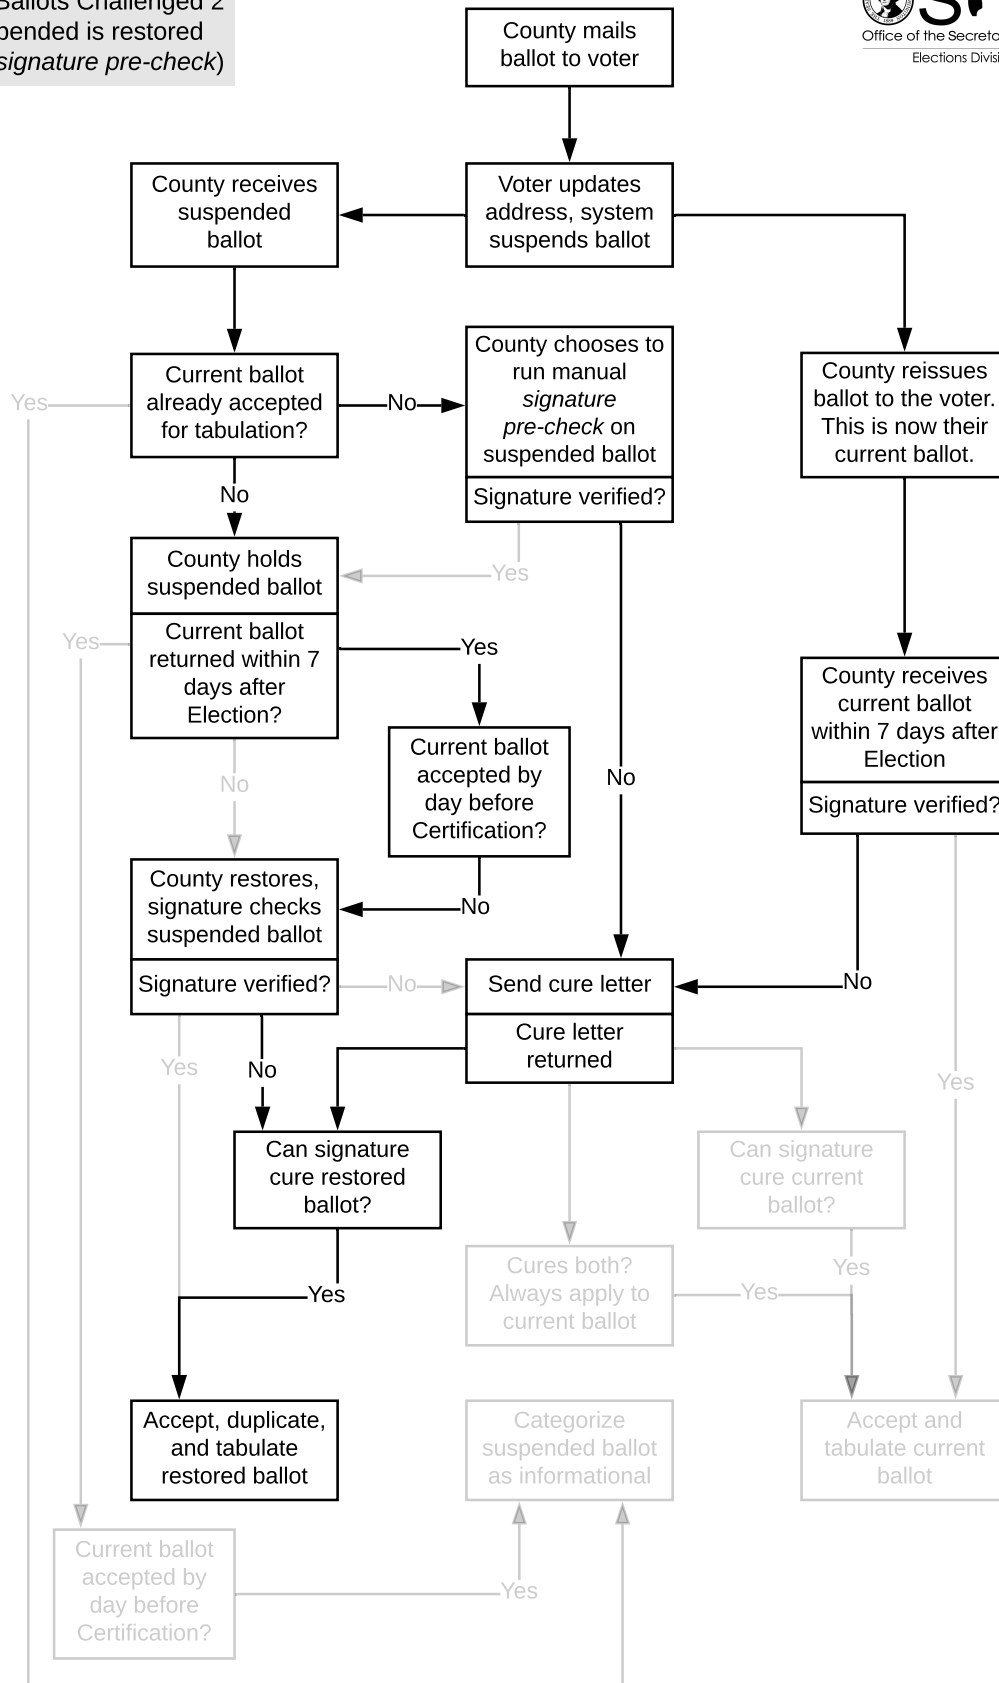 Ballots Challenged 2
pended is restored
signature pre-check)
Office of the Secreta
Elections Divisi
County mails
ballot to voter
County receives
suspended
ballot
Voter updates
address, system
suspends ballot
Current ballot
already accepted
for tabulation?
Yes
No
No
County chooses to
run manual
signature
pre-check on
suspended ballot
Signature verified?
County reissues
ballot to the voter.
This is now their
current ballot.
County holds
suspended ballot
Yes
Current ballot
returned within 7
days after
Election?
Yes
Yes
No
Current ballot
accepted by
day before
Certification?
No
No
County receives
current ballot
within 7 days after
Election
Signature verified?
County restores,
signature checks
suspended ballot
Signature verified?
No
Send cure letter
No
Cure letter
returned
Yes
No
Yes
Can signature
cure restored
ballot?
Can signature
cure current
ballot?
Yes
Cures both?
Always apply to
current ballot
Yes
Yes
Accept, duplicate,
and tabulate
restored ballot
Categorize
suspended ballot
as informational
Accept and
tabulate current
ballot
Current ballot
accepted by
day before
Certification?
Yes